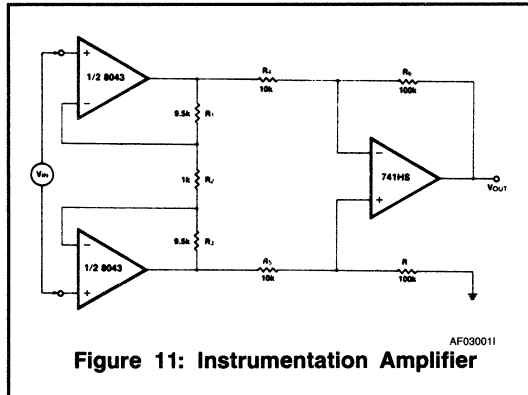 +
1/2 8043
−
9.5k R1
R4
10k
R6
100k
−
741HS
+
VOUT
VIN
1k R2
−
1/2 8043
+
9.5k R3
R5
10k
R
100k
AF03001I
Figure 11: Instrumentation Amplifier